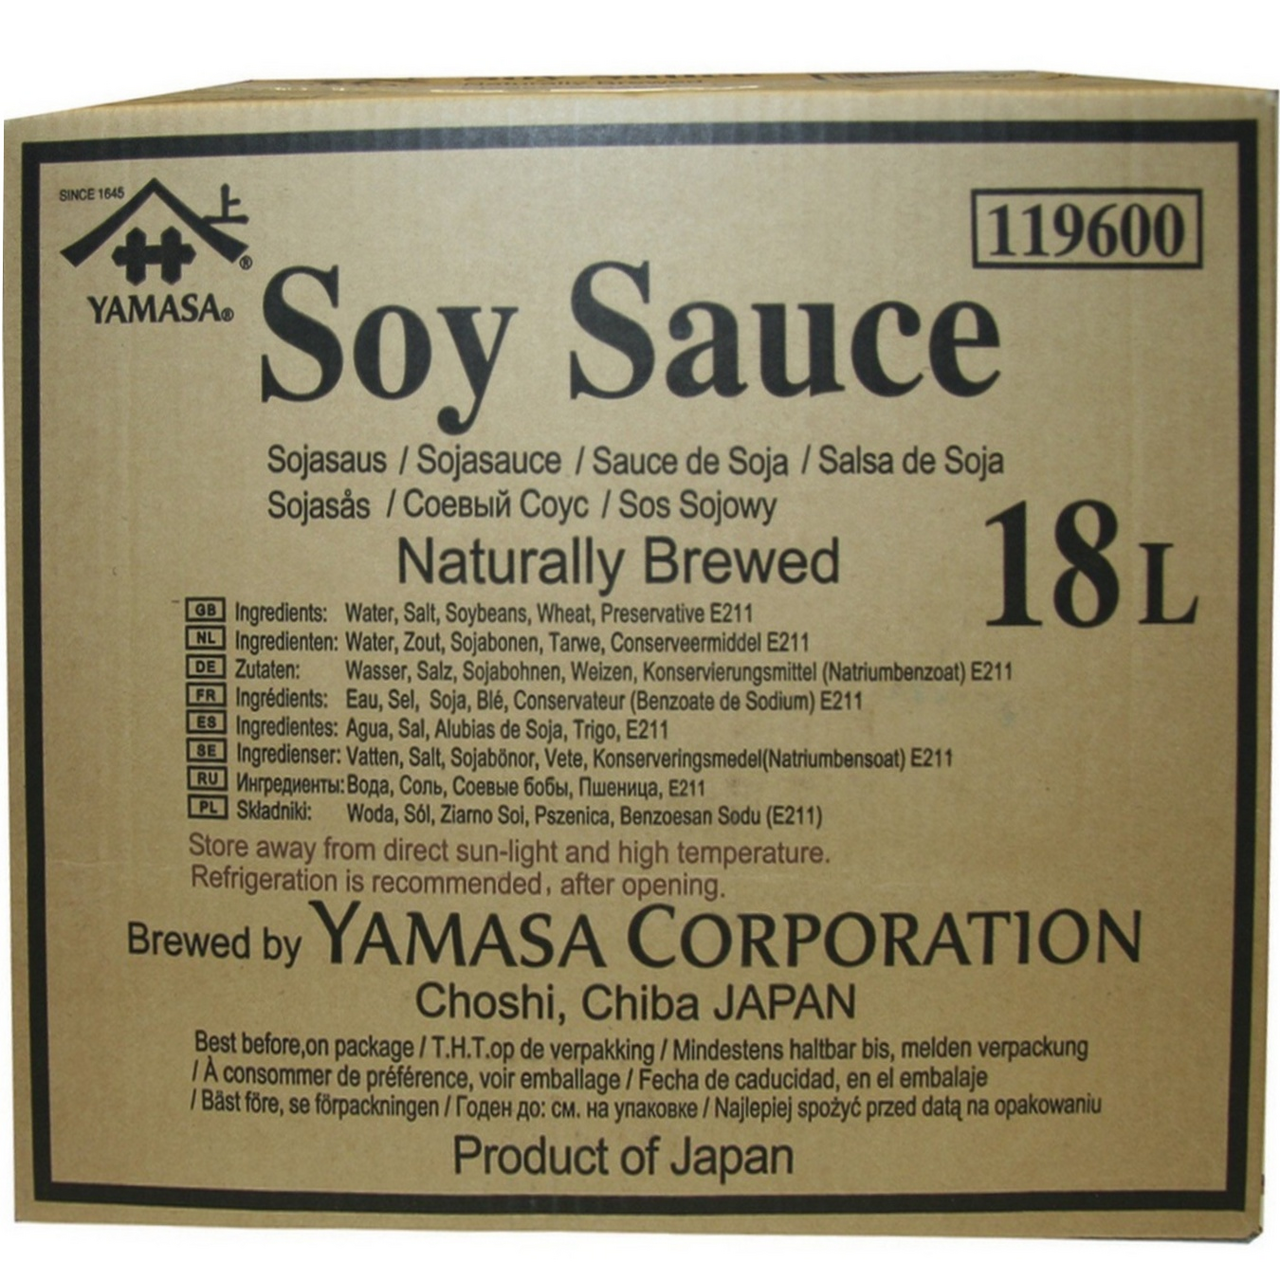 Naturally Brewed
SINCE 1645
上
YAMASA®
119600
Soy Sauce
Sojasaus / Sojasauce / Sauce de Soja / Salsa de Soja
Sojasås / Соевый Соус / Sos Sojowy
18 L
Naturally Brewed
GB Ingredients: Water, Salt, Soybeans, Wheat, Preservative E211
NL Ingredienten: Water, Zout, Sojabonen, Tarwe, Conserveermiddel E211
DE Zutaten: Wasser, Salz, Sojabohnen, Weizen, Konservierungsmittel (Natriumbenzoat) E211
FR Ingrédients: Eau, Sel, Soja, Blé, Conservateur (Benzoate de Sodium) E211
ES Ingredientes: Agua, Sal, Alubias de Soja, Trigo, E211
SE Ingredienser: Vatten, Salt, Sojabönor, Vete, Konserveringsmedel(Natriumbensoat) E211
RU Ингредиенты: Вода, Соль, Соевые бобы, Пшеница, E211
PL Składniki: Woda, Sól, Ziarno Soi, Pszenica, Benzoesan Sodu (E211)
Store away from direct sun-light and high temperature.
Refrigeration is recommended, after opening.
Brewed by YAMASA CORPORATION
Choshi, Chiba JAPAN
Best before,on package / T.H.T.op de verpakking / Mindestens haltbar bis, melden verpackung
/ À consommer de préférence, voir emballage / Fecha de caducidad, en el embalaje
/ Bäst före, se förpackningen / Годен до: см. на упаковке / Najlepiej spożyć przed datą na opakowaniu
Product of Japan